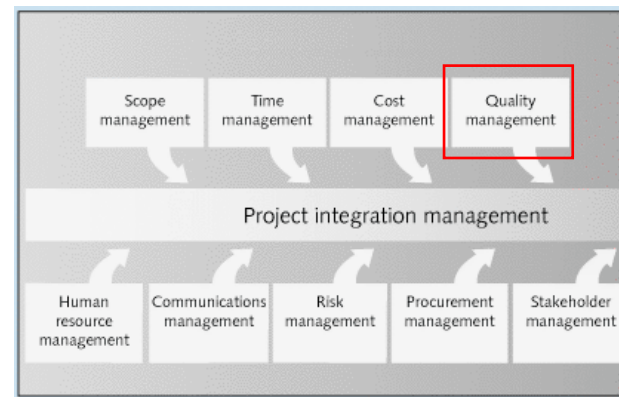 Scope
management
Time
management
Cost
management
Quality
management
Project integration management
Human
resource
management
Communications
management
Risk
management
Procurement
management
Stakeholder
management